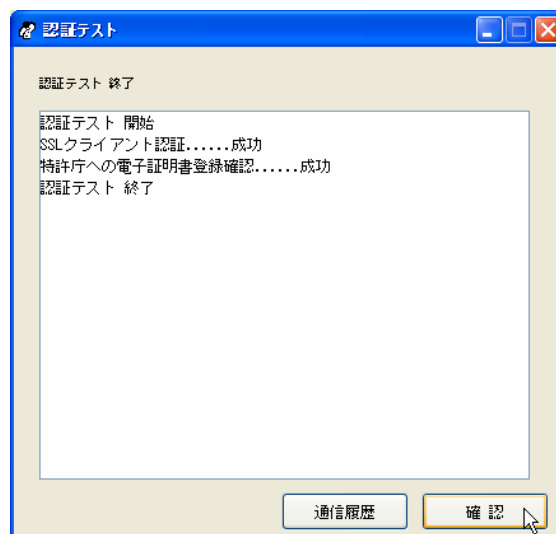 認証テスト
認証テスト 終了
認証テスト 開始
SSLクライアント認証......成功
特許庁への電子証明書登録確認......成功
認証テスト 終了
通信履歴
確 認